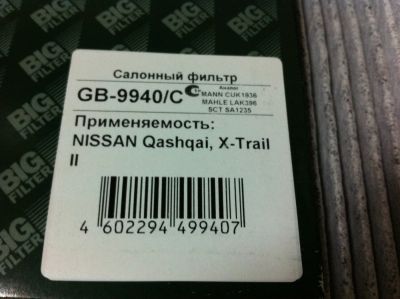 BIG FILTER
Салонный фильтр
GB-9940/C
Аналог
MANN CUK1936
MAHLE LAK396
SCT SA1235
Применяемость:
NISSAN Qashqai, X-Trail
II
4 602294 499407